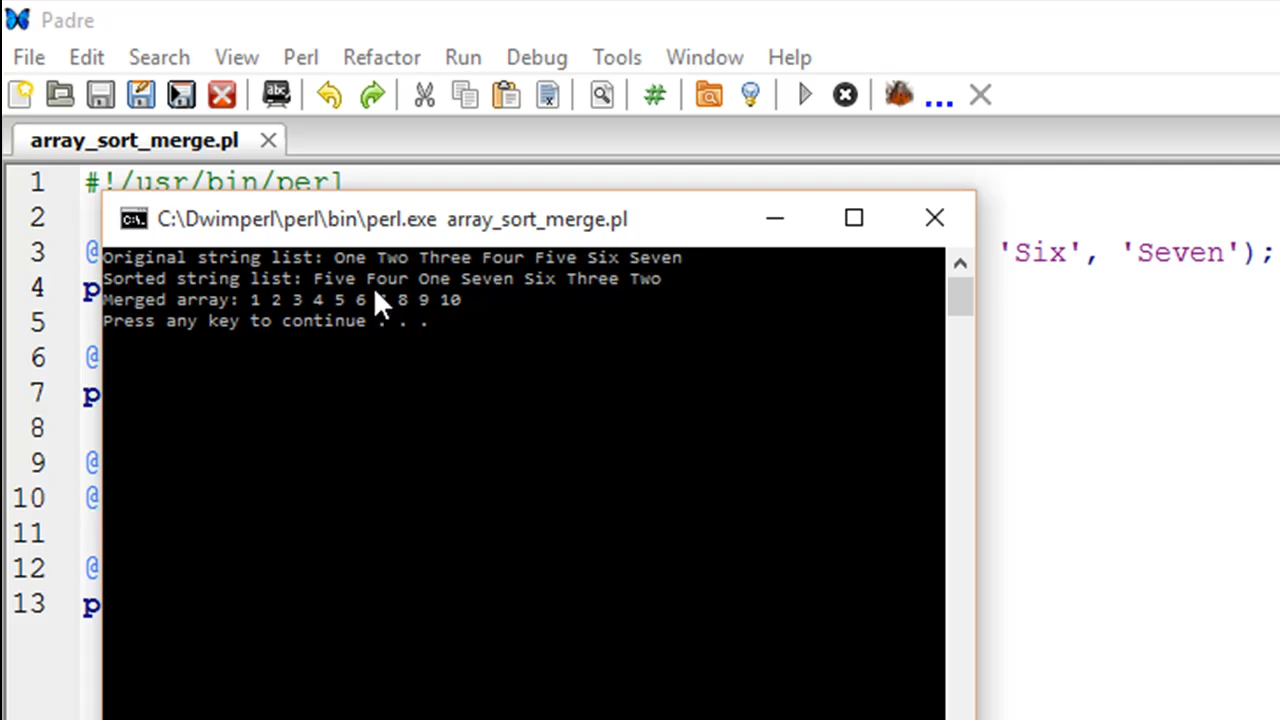 Padre
File Edit Search View Perl Refactor Run Debug Tools Window Help
abc # ...
array_sort_merge.pl
1 #!/usr/bin/perl
2
C:\Dwimperl\perl\bin\perl.exe array_sort_merge.pl
3 @ 'Six', 'Seven');
Original string list: One Two Three Four Five Six Seven
Sorted string list: Five Four One Seven Six Three Two
4 p
Merged array: 1 2 3 4 5 6 8 9 10
5
Press any key to continue . . .
6 @
7 p
8
9 @
10 @
11
12 @
13 p